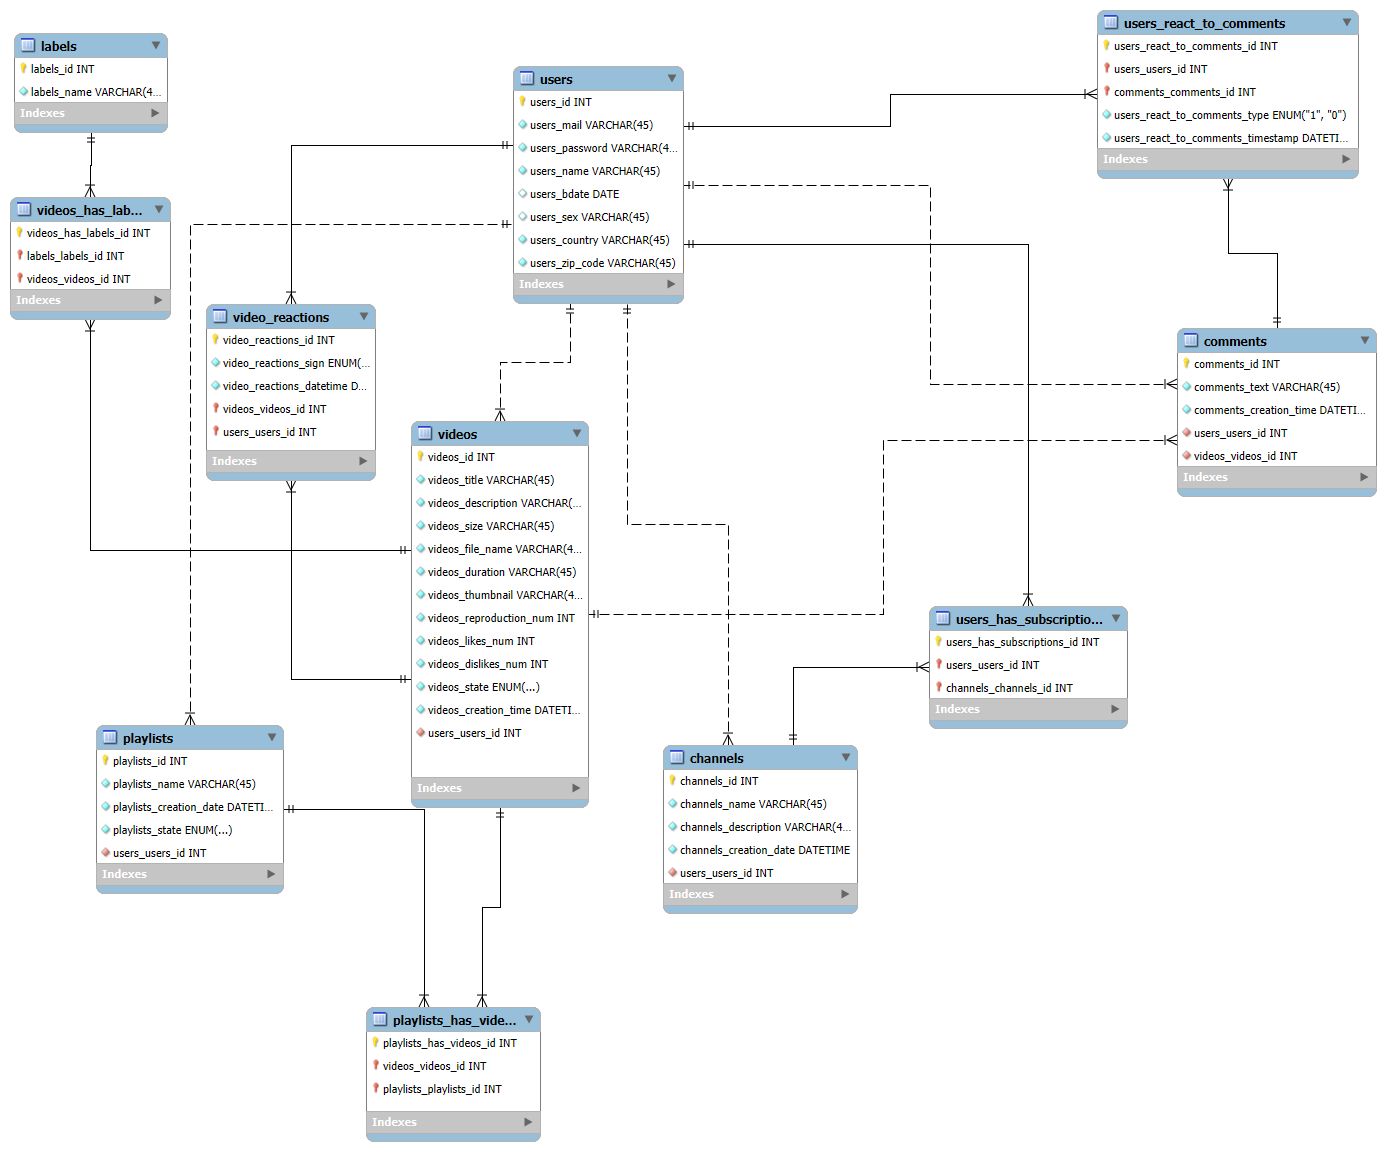 labels
labels_id INT
labels_name VARCHAR(4...
Indexes
videos_has_lab...
videos_has_labels_id INT
labels_labels_id INT
videos_videos_id INT
Indexes
users
users_id INT
users_mail VARCHAR(45)
users_password VARCHAR(4...
users_name VARCHAR(45)
users_bdate DATE
users_sex VARCHAR(45)
users_country VARCHAR(45)
users_zip_code VARCHAR(45)
Indexes
users_react_to_comments
users_react_to_comments_id INT
users_users_id INT
comments_comments_id INT
users_react_to_comments_type ENUM("1", "0")
users_react_to_comments_timestamp DATETI...
Indexes
video_reactions
video_reactions_id INT
video_reactions_sign ENUM(...
video_reactions_datetime D...
videos_videos_id INT
users_users_id INT
Indexes
comments
comments_id INT
comments_text VARCHAR(45)
comments_creation_time DATETI...
users_users_id INT
videos_videos_id INT
Indexes
videos
videos_id INT
videos_title VARCHAR(45)
videos_description VARCHAR(...
videos_size VARCHAR(45)
videos_file_name VARCHAR(4...
videos_duration VARCHAR(45)
videos_thumbnail VARCHAR(4...
videos_reproduction_num INT
videos_likes_num INT
videos_dislikes_num INT
videos_state ENUM(...)
videos_creation_time DATETI...
users_users_id INT
Indexes
users_has_subscriptio...
users_has_subscriptions_id INT
users_users_id INT
channels_channels_id INT
Indexes
playlists
playlists_id INT
playlists_name VARCHAR(45)
playlists_creation_date DATETI...
playlists_state ENUM(...)
users_users_id INT
Indexes
channels
channels_id INT
channels_name VARCHAR(45)
channels_description VARCHAR(4...
channels_creation_date DATETIME
users_users_id INT
Indexes
playlists_has_vide...
playlists_has_videos_id INT
videos_videos_id INT
playlists_playlists_id INT
Indexes